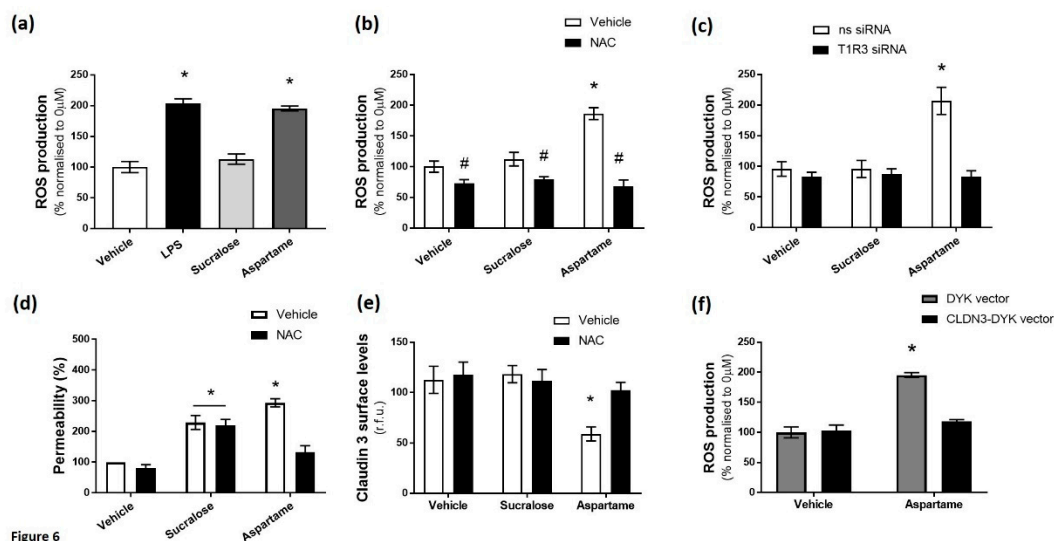 (a)
ROS production
(% normalised to 0µM)
250
200
150
100
50
0
*
*
Vehicle
LPS
Sucralose
Aspartame
(b)
Vehicle
NAC
ROS production
(% normalised to 0µM)
250
200
150
100
50
0
#
#
*
#
Vehicle
Sucralose
Aspartame
(c)
ns siRNA
T1R3 siRNA
ROS production
(% normalised to 0µM)
250
200
150
100
50
0
*
Vehicle
Sucralose
Aspartame
(d)
Vehicle
NAC
Permeability (%)
500
400
300
200
100
0
*
*
Vehicle
Sucralose
Aspartame
(e)
Vehicle
NAC
Claudin 3 surface levels
(r.f.u.)
150
100
50
0
*
Vehicle
Sucralose
Aspartame
(f)
DYK vector
CLDN3-DYK vector
ROS production
(% normalised to 0µM)
250
200
150
100
50
0
*
Vehicle
Aspartame
Figure 6